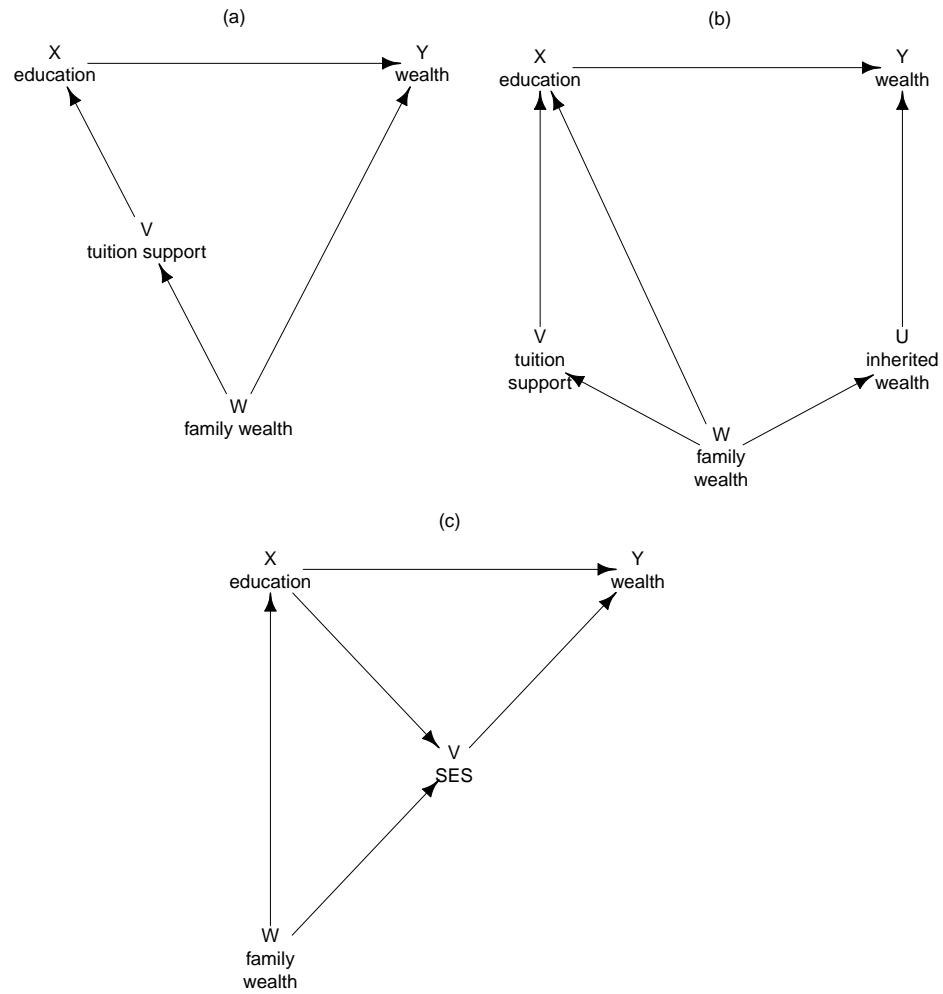 (a)
X
education
Y
wealth
V
tuition support
W
family wealth
(b)
X
education
Y
wealth
V
tuition
support
U
inherited
wealth
W
family
wealth
(c)
X
education
Y
wealth
V
SES
W
family
wealth